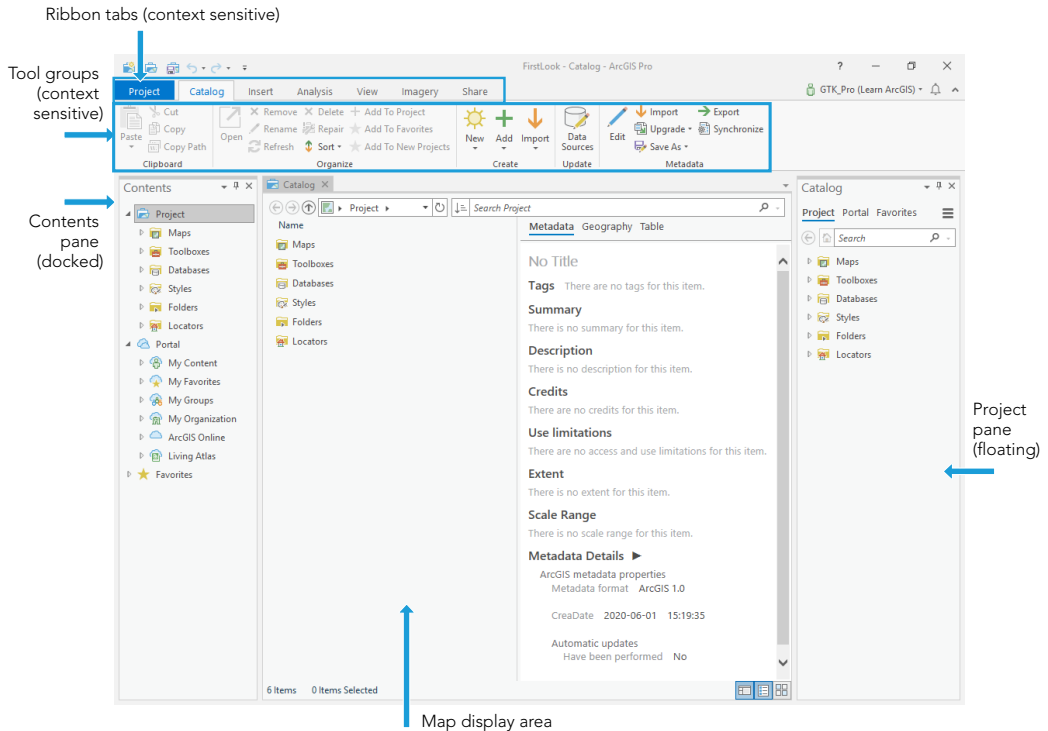 Ribbon tabs (context sensitive)
Tool groups
(context
sensitive)
FirstLook - Catalog - ArcGIS Pro
?
Project Catalog Insert Analysis View Imagery Share
GTK_Pro (Learn ArcGIS)
Paste
Cut
Copy
Copy Path
Clipboard
Open
Remove Delete Add To Project
Rename Repair Add To Favorites
Refresh Sort Add To New Projects
Organize
New Add Import
Create
Data
Sources
Update
Edit
Import Export
Upgrade Synchronize
Save As
Metadata
Contents
pane
(docked)
Contents
Project
Maps
Toolboxes
Databases
Styles
Folders
Locators
Portal
My Content
My Favorites
My Groups
My Organization
ArcGIS Online
Living Atlas
Favorites
Catalog
Project
Search Project
Name
Maps
Toolboxes
Databases
Styles
Folders
Locators
Metadata Geography Table
No Title
Tags There are no tags for this item.
Summary
There is no summary for this item.
Description
There is no description for this item.
Credits
There are no credits for this item.
Use limitations
There are no access and use limitations for this item.
Extent
There is no extent for this item.
Scale Range
There is no scale range for this item.
Metadata Details
ArcGIS metadata properties
Metadata format ArcGIS 1.0
CreaDate 2020-06-01 15:19:35
Automatic updates
Have been performed No
6 Items 0 Items Selected
Catalog
Project Portal Favorites
Search
Maps
Toolboxes
Databases
Styles
Folders
Locators
Project
pane
(floating)
Map display area